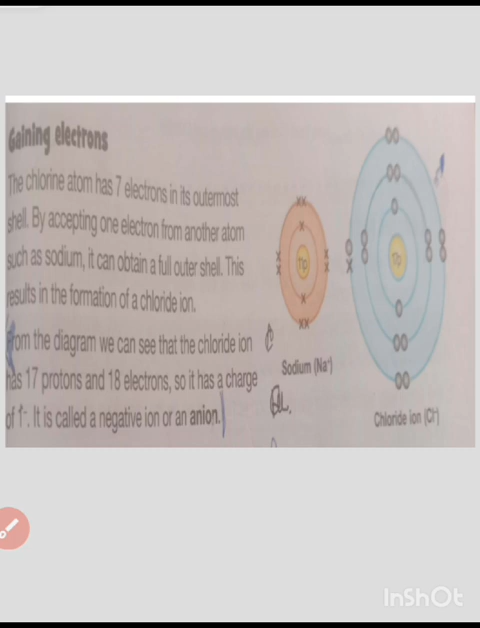 Gaining electrons
The chlorine atom has 7 electrons in its outermost
shell. By accepting one electron from another atom
such as sodium, it can obtain a full outer shell. This
results in the formation of a chloride ion.
From the diagram we can see that the chloride ion
has 17 protons and 18 electrons, so it has a charge
of 1⁻. It is called a negative ion or an anion.
11p
Sodium (Na⁺)
17p
Chloride ion (Cl⁻)
InShOt